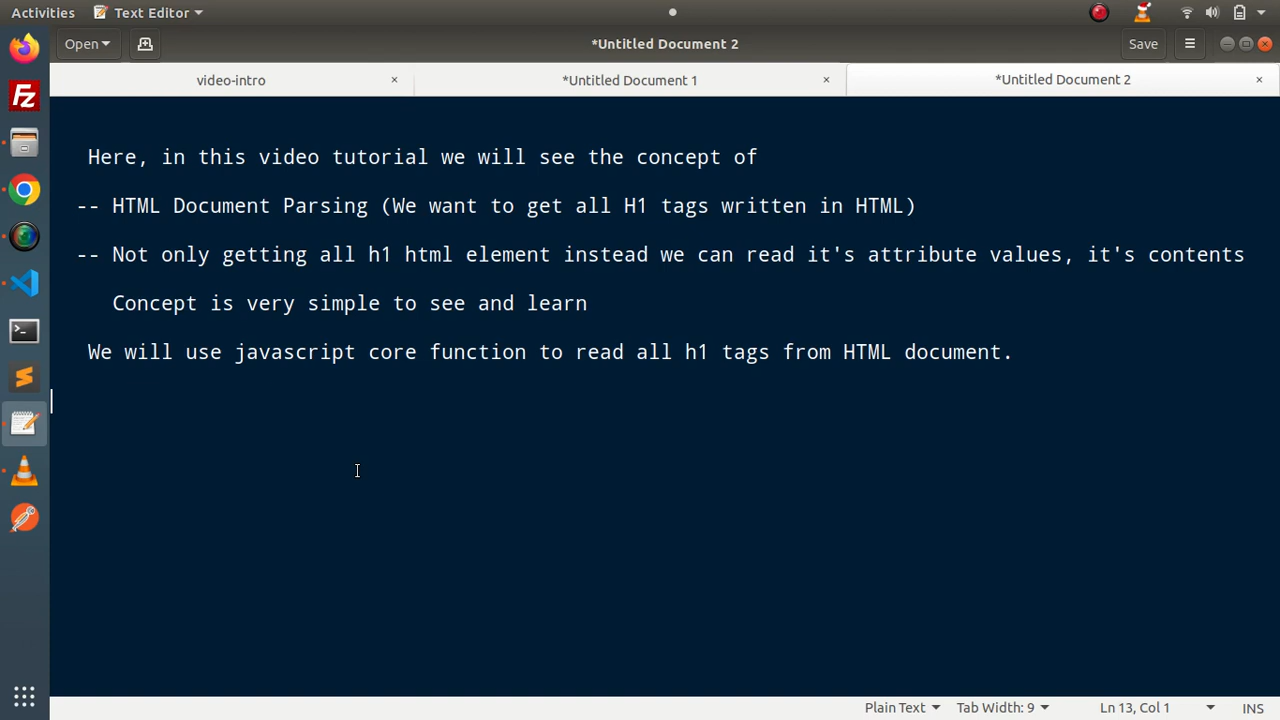 Activities Text Editor
Open *Untitled Document 2 Save
video-intro × *Untitled Document 1 × *Untitled Document 2 ×
Here, in this video tutorial we will see the concept of
-- HTML Document Parsing (We want to get all H1 tags written in HTML)
-- Not only getting all h1 html element instead we can read it's attribute values, it's contents
Concept is very simple to see and learn
We will use javascript core function to read all h1 tags from HTML document.
Plain Text Tab Width: 9 Ln 13, Col 1 INS